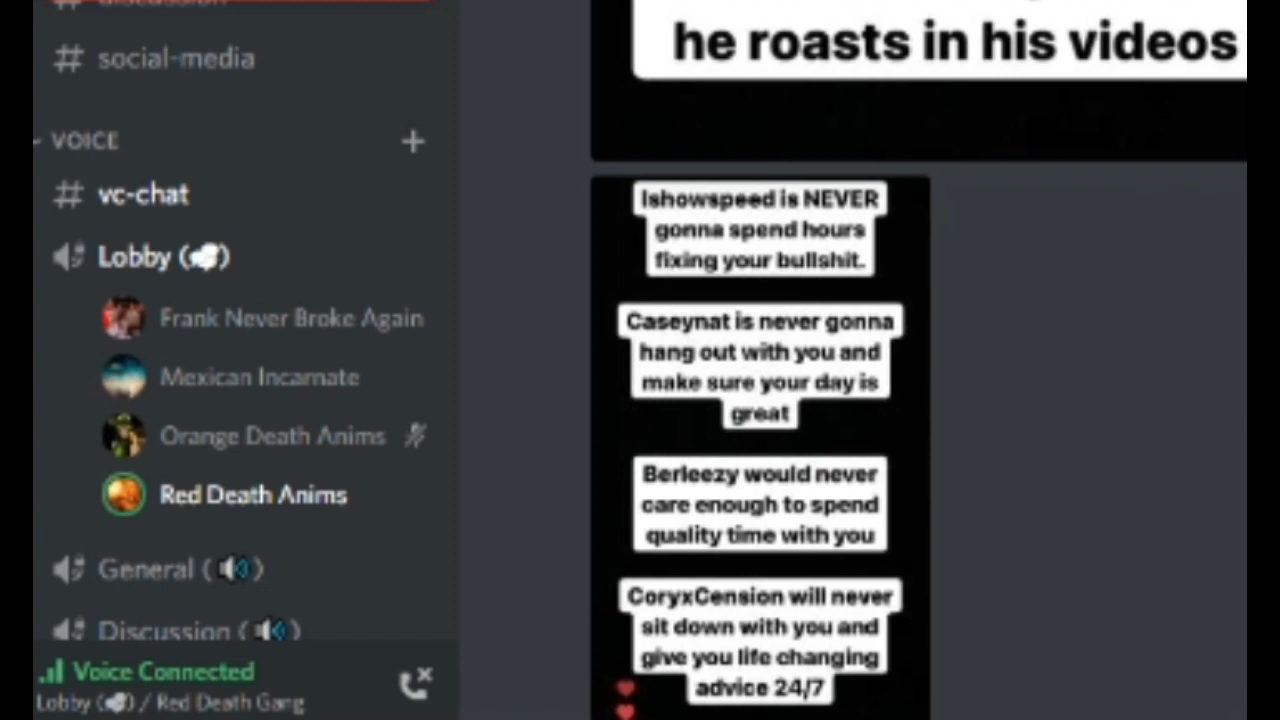 discussion
social-media
VOICE
vc-chat
Lobby ( )
Frank Never Broke Again
Mexican Incarnate
Orange Death Anims
Red Death Anims
General ( )
Discussion ( )
Voice Connected
Lobby ( ) / Red Death Gang
he roasts in his videos
Ishowspeed is NEVER
gonna spend hours
fixing your bullshit.
Caseynat is never gonna
hang out with you and
make sure your day is
great
Berleezy would never
care enough to spend
quality time with you
CoryxCension will never
sit down with you and
give you life changing
advice 24/7